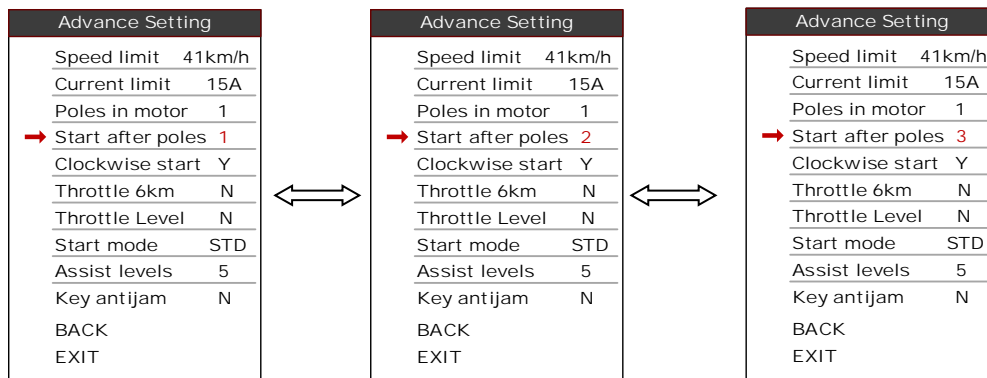 Advance Setting
Speed limit 41km/h
Current limit 15A
Poles in motor 1
Start after poles 1
Clockwise start Y
Throttle 6km N
Throttle Level N
Start mode STD
Assist levels 5
Key antijam N
BACK
EXIT
Advance Setting
Speed limit 41km/h
Current limit 15A
Poles in motor 1
Start after poles 2
Clockwise start Y
Throttle 6km N
Throttle Level N
Start mode STD
Assist levels 5
Key antijam N
BACK
EXIT
Advance Setting
Speed limit 41km/h
Current limit 15A
Poles in motor 1
Start after poles 3
Clockwise start Y
Throttle 6km N
Throttle Level N
Start mode STD
Assist levels 5
Key antijam N
BACK
EXIT